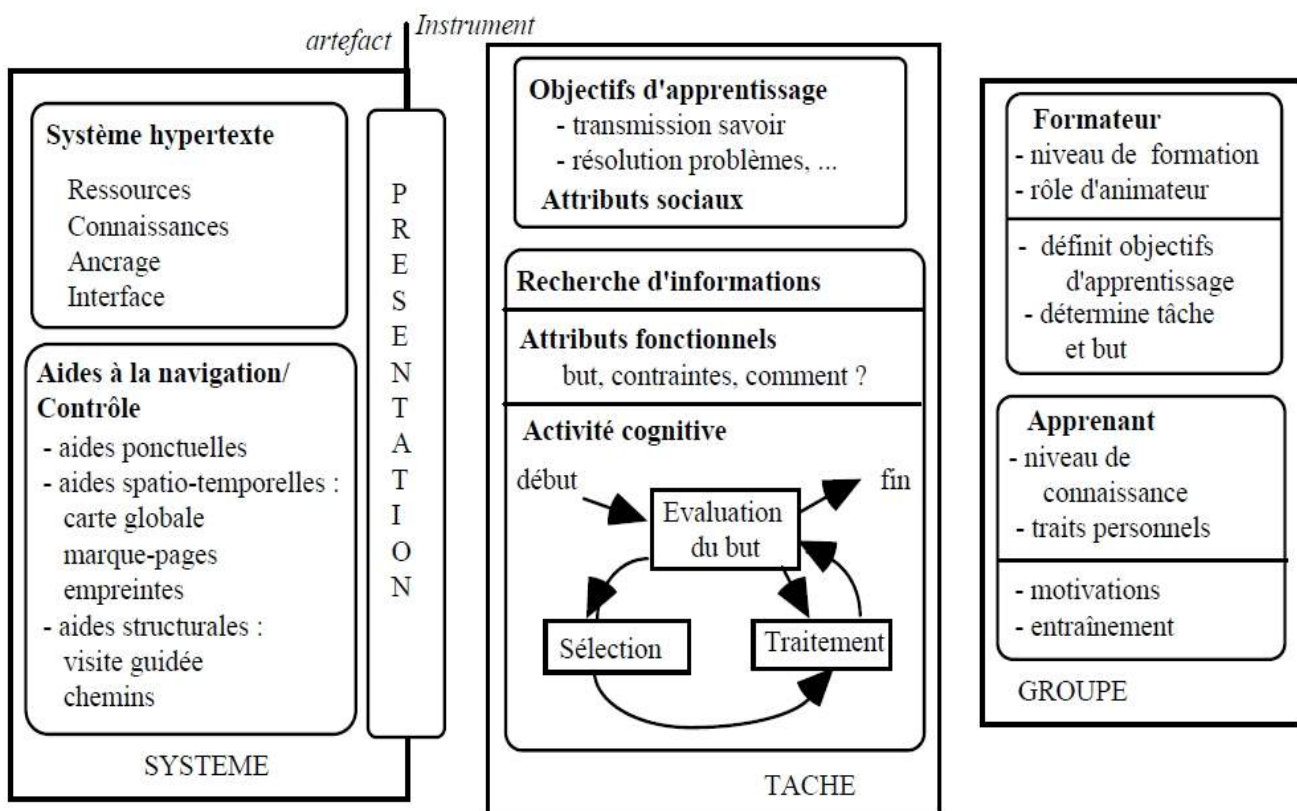 artefact
Instrument
Système hypertexte
Ressources
Connaissances
Ancrage
Interface
Aides à la navigation/
Contrôle
- aides ponctuelles
- aides spatio-temporelles :
carte globale
marque-pages
empreintes
- aides structurales :
visite guidée
chemins
SYSTEME
PRESENTATION
Objectifs d'apprentissage
- transmission savoir
- résolution problèmes, ...
Attributs sociaux
Recherche d'informations
Attributs fonctionnels
but, contraintes, comment ?
Activité cognitive
début
fin
Evaluation
du but
Sélection
Traitement
TACHE
Formateur
- niveau de formation
- rôle d'animateur
- définit objectifs
d'apprentissage
- détermine tâche
et but
Apprenant
- niveau de
connaissance
- traits personnels
- motivations
- entraînement
GROUPE